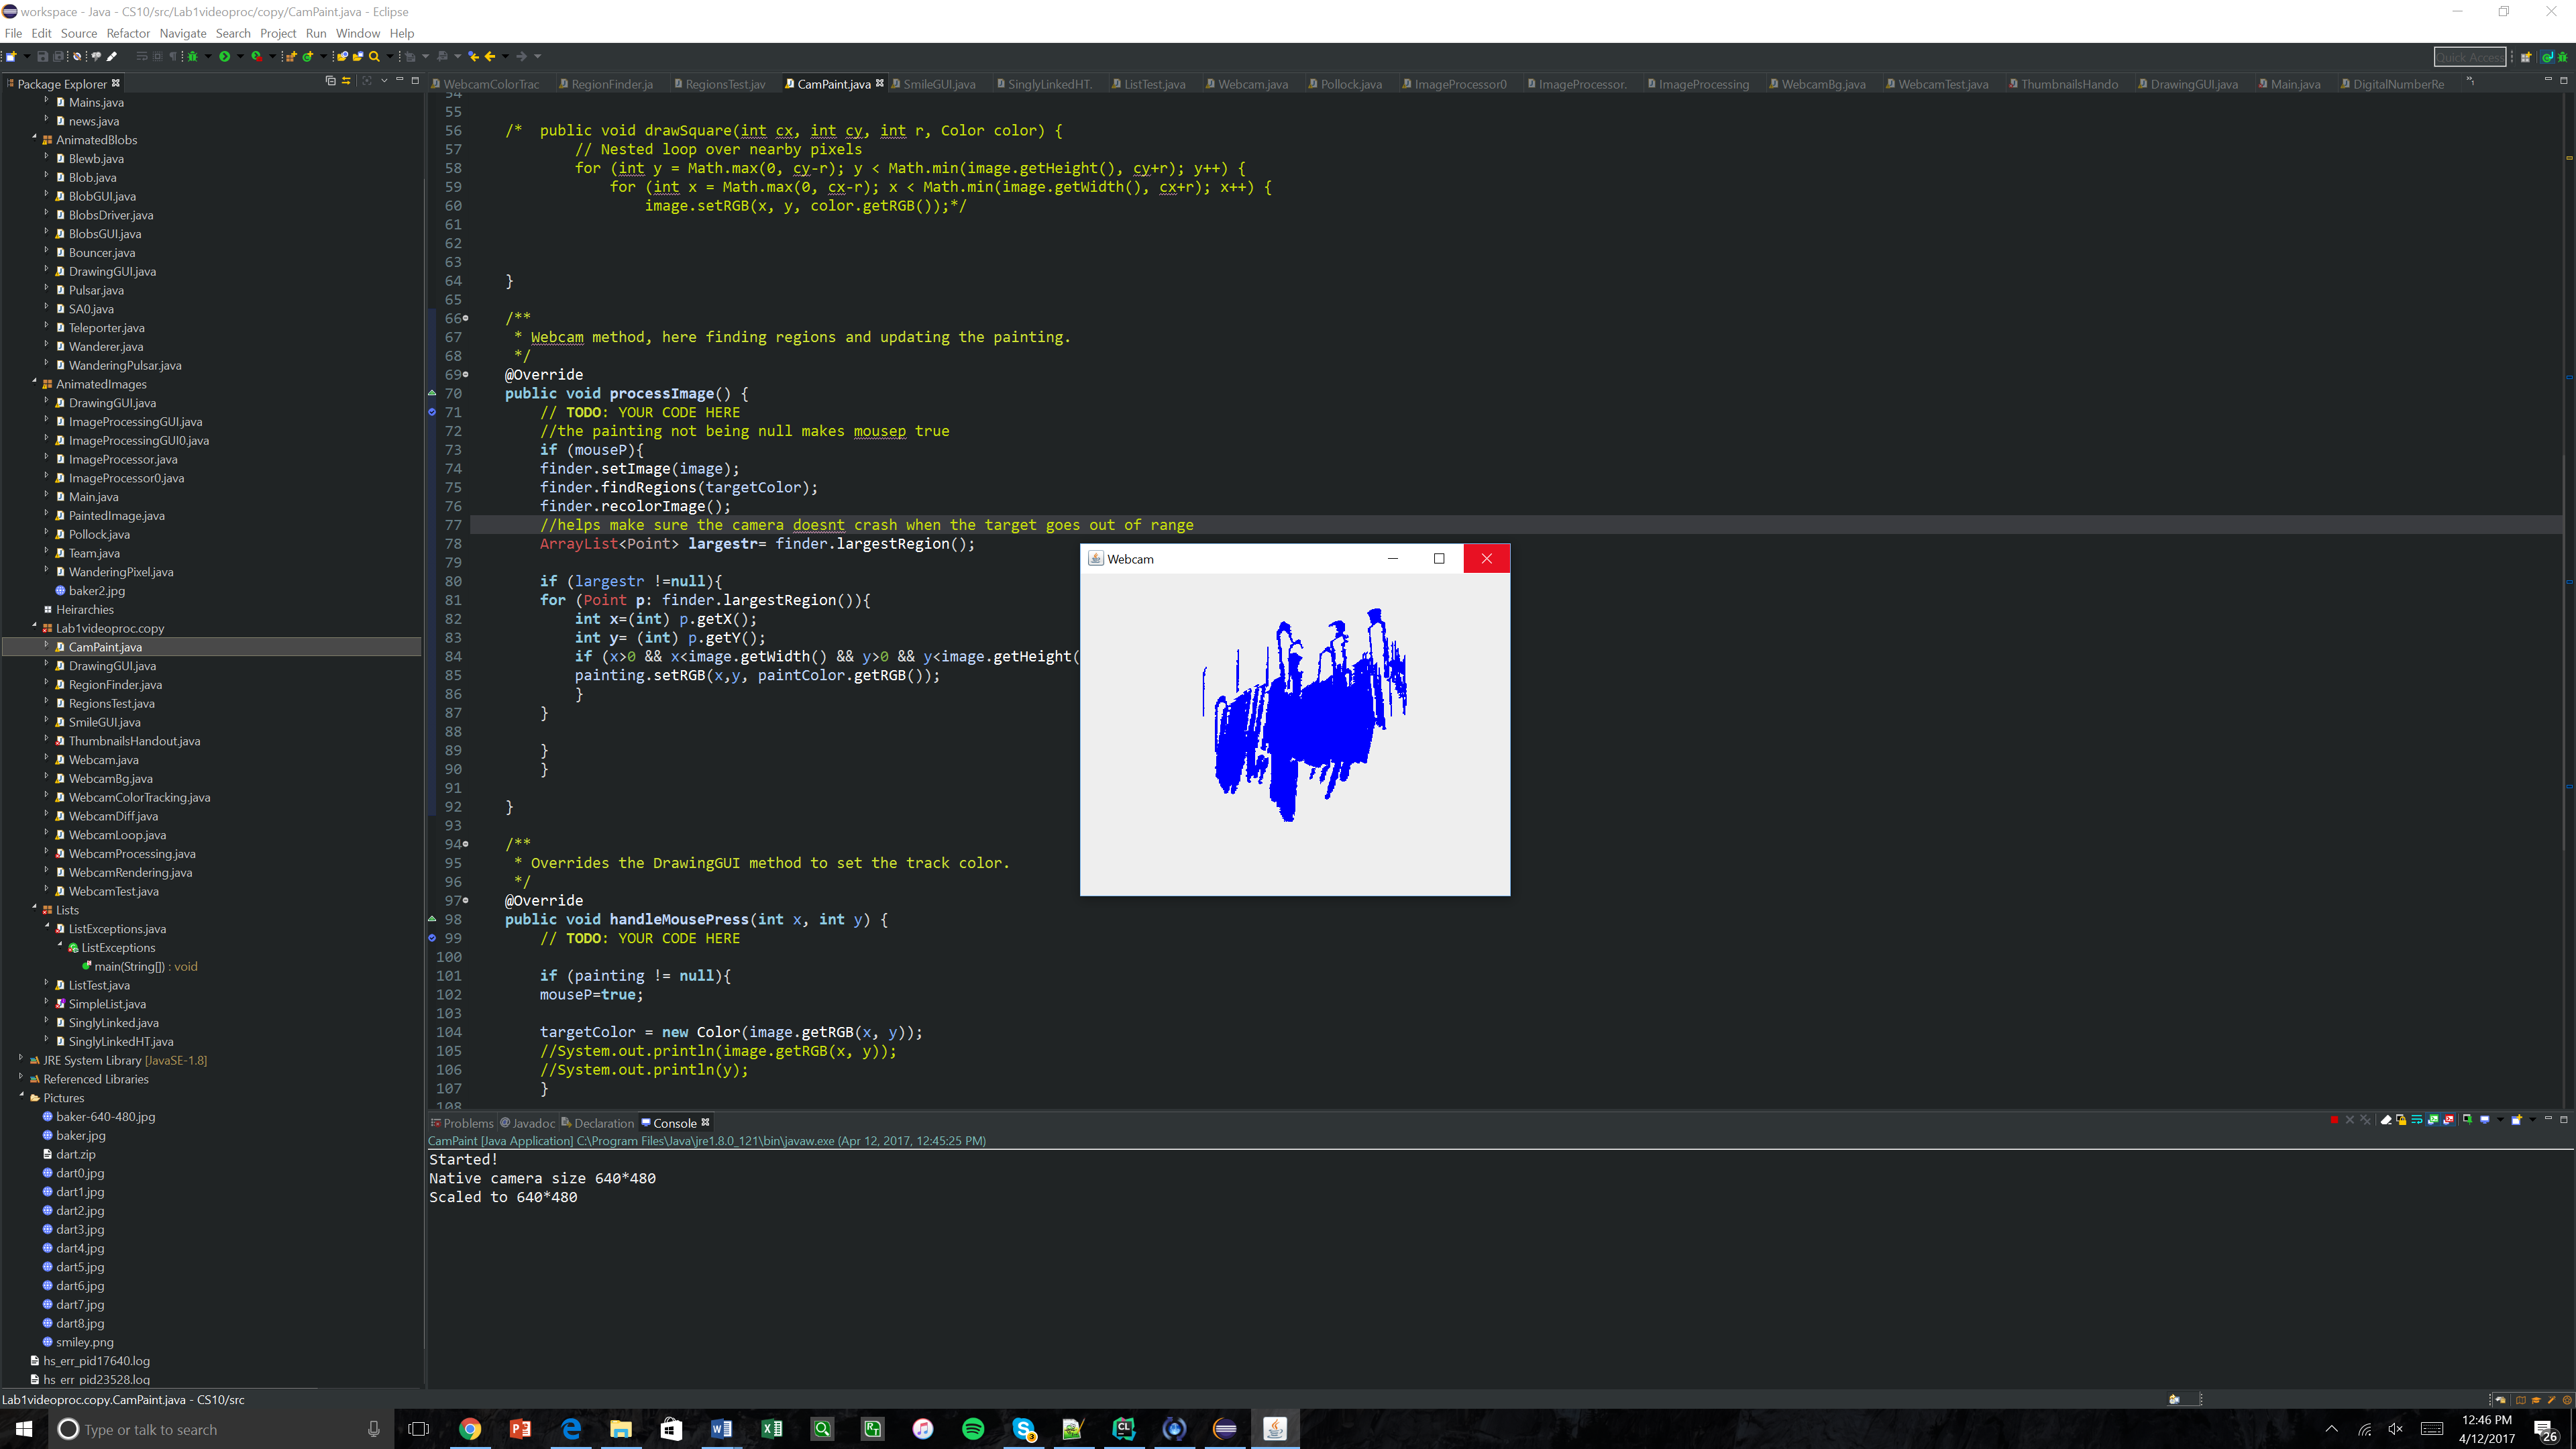 workspace - Java - CS10/src/Lab1videoproc/copy/CamPaint.java - Eclipse
File Edit Source Refactor Navigate Search Project Run Window Help
Quick Access
Package Explorer
WebcamColorTrac RegionFinder.ja RegionsTest.jav CamPaint.java SmileGUI.java SinglyLinkedHT. ListTest.java Webcam.java Pollock.java ImageProcessor0 ImageProcessor. ImageProcessing WebcamBg.java WebcamTest.java ThumbnailsHando DrawingGUI.java Main.java DigitalNumberRe
Mains.java
news.java
AnimatedBlobs
Blewb.java
Blob.java
BlobGUI.java
BlobsDriver.java
BlobsGUI.java
Bouncer.java
DrawingGUI.java
Pulsar.java
SA0.java
Teleporter.java
Wanderer.java
WanderingPulsar.java
AnimatedImages
DrawingGUI.java
ImageProcessingGUI.java
ImageProcessingGUI0.java
ImageProcessor.java
ImageProcessor0.java
Main.java
PaintedImage.java
Pollock.java
Team.java
WanderingPixel.java
baker2.jpg
Heirarchies
Lab1videoproc.copy
CamPaint.java
DrawingGUI.java
RegionFinder.java
RegionsTest.java
SmileGUI.java
ThumbnailsHandout.java
Webcam.java
WebcamBg.java
WebcamColorTracking.java
WebcamDiff.java
WebcamLoop.java
WebcamProcessing.java
WebcamRendering.java
WebcamTest.java
Lists
ListExceptions.java
ListExceptions
main(String[]) : void
ListTest.java
SimpleList.java
SinglyLinked.java
SinglyLinkedHT.java
JRE System Library [JavaSE-1.8]
Referenced Libraries
Pictures
baker-640-480.jpg
baker.jpg
dart.zip
dart0.jpg
dart1.jpg
dart2.jpg
dart3.jpg
dart4.jpg
dart5.jpg
dart6.jpg
dart7.jpg
dart8.jpg
smiley.png
hs_err_pid17640.log
hs_err_pid23528.log
54
55
56 /* public void drawSquare(int cx, int cy, int r, Color color) {
57 // Nested loop over nearby pixels
58 for (int y = Math.max(0, cy-r); y < Math.min(image.getHeight(), cy+r); y++) {
59 for (int x = Math.max(0, cx-r); x < Math.min(image.getWidth(), cx+r); x++) {
60 image.setRGB(x, y, color.getRGB());*/
61
62
63
64 }
65
66 /**
67 * Webcam method, here finding regions and updating the painting.
68 */
69 @Override
70 public void processImage() {
71 // TODO: YOUR CODE HERE
72 //the painting not being null makes mousep true
73 if (mouseP){
74 finder.setImage(image);
75 finder.findRegions(targetColor);
76 finder.recolorImage();
77 //helps make sure the camera doesnt crash when the target goes out of range
78 ArrayList<Point> largestr= finder.largestRegion();
79
80 if (largestr !=null){
81 for (Point p: finder.largestRegion()){
82 int x=(int) p.getX();
83 int y= (int) p.getY();
84 if (x>0 && x<image.getWidth() && y>0 && y<image.getHeight(
85 painting.setRGB(x,y, paintColor.getRGB());
86 }
87 }
88
89 }
90 }
91
92 }
93
94 /**
95 * Overrides the DrawingGUI method to set the track color.
96 */
97 @Override
98 public void handleMousePress(int x, int y) {
99 // TODO: YOUR CODE HERE
100
101 if (painting != null){
102 mouseP=true;
103
104 targetColor = new Color(image.getRGB(x, y));
105 //System.out.println(image.getRGB(x, y));
106 //System.out.println(y);
107 }
108
Webcam
Problems Javadoc Declaration Console
CamPaint [Java Application] C:\Program Files\Java\jre1.8.0_121\bin\javaw.exe (Apr 12, 2017, 12:45:25 PM)
Started!
Native camera size 640*480
Scaled to 640*480
Lab1videoproc.copy.CamPaint.java - CS10/src
Type or talk to search
12:46 PM
4/12/2017
26